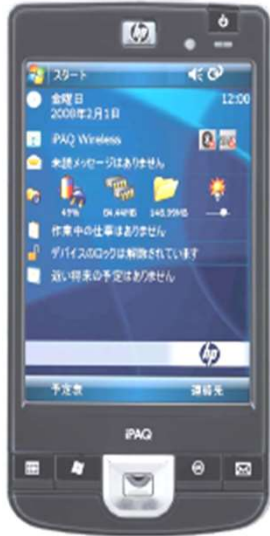 hp
スタート
金曜日 12:00
2008年2月1日
iPAQ Wireless
未読メッセージはありません
49% 84.44MB 148.99MB
作業中の仕事はありません
デバイスのロックは解除されています
近い将来の予定はありません
hp
予定表 連絡先
iPAQ